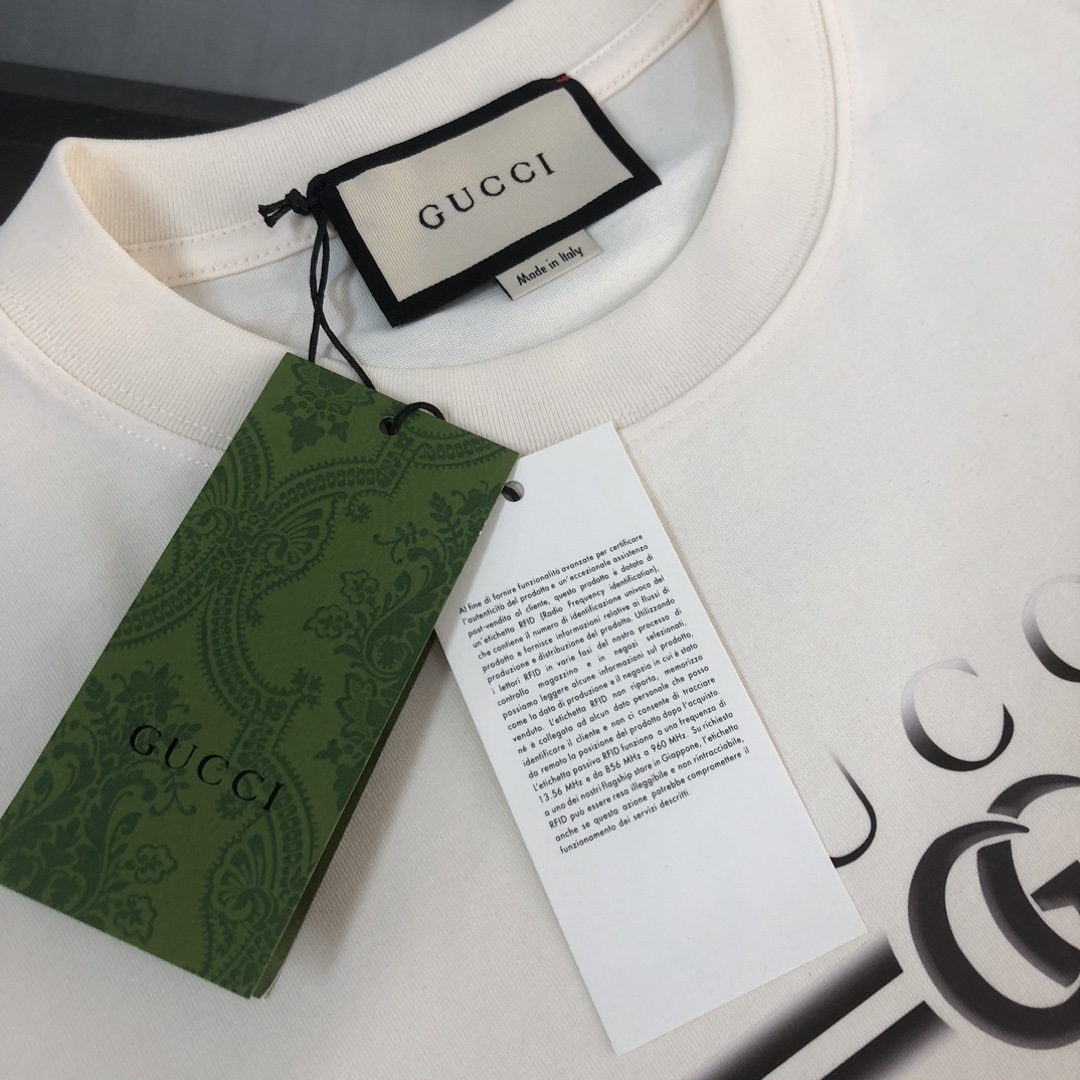 GUCCI
Made in Italy
GUCCI
Al fine di fornire funzionalità avanzate per certificare
l'autenticità del prodotto e un'eccezionale assistenza
post-vendita al cliente, questo prodotto è dotato di
un'etichetta RFID (Radio Frequency identification),
che contiene il numero di identificazione univoco del
prodotto e fornisce informazioni relative ai flussi di
produzione e distribuzione del prodotto. Utilizzando
i lettori RFID in varie fasi del nostro processo di
controllo magazzino e in negozi selezionati,
possiamo leggere alcune informazioni sul prodotto,
come la data di produzione e il negozio in cui è stato
venduto. L'etichetta RFID non riporta, memorizza
né è collegata ad alcun dato personale che possa
identificare il cliente e non ci consente di tracciare
da remoto la posizione del prodotto dopo l'acquisto.
L'etichetta passiva RFID funziona a una frequenza di
13.56 MHz e da 856 MHz a 960 MHz. Su richiesta
a uno dei nostri flagship store in Giappone, l'etichetta
RFID può essere resa illeggibile e non rintracciabile,
anche se questa azione potrebbe compromettere il
funzionamento dei servizi descritti.
UCC
G